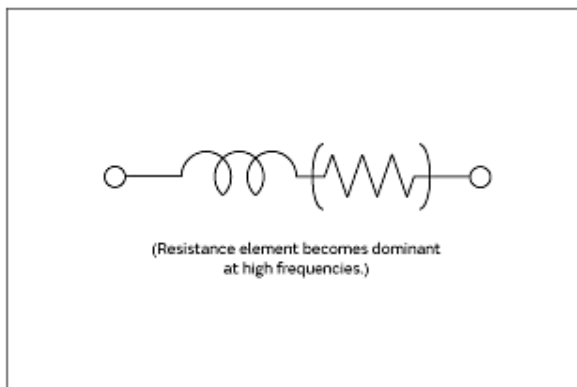 (Resistance element becomes dominant
at high frequencies.)